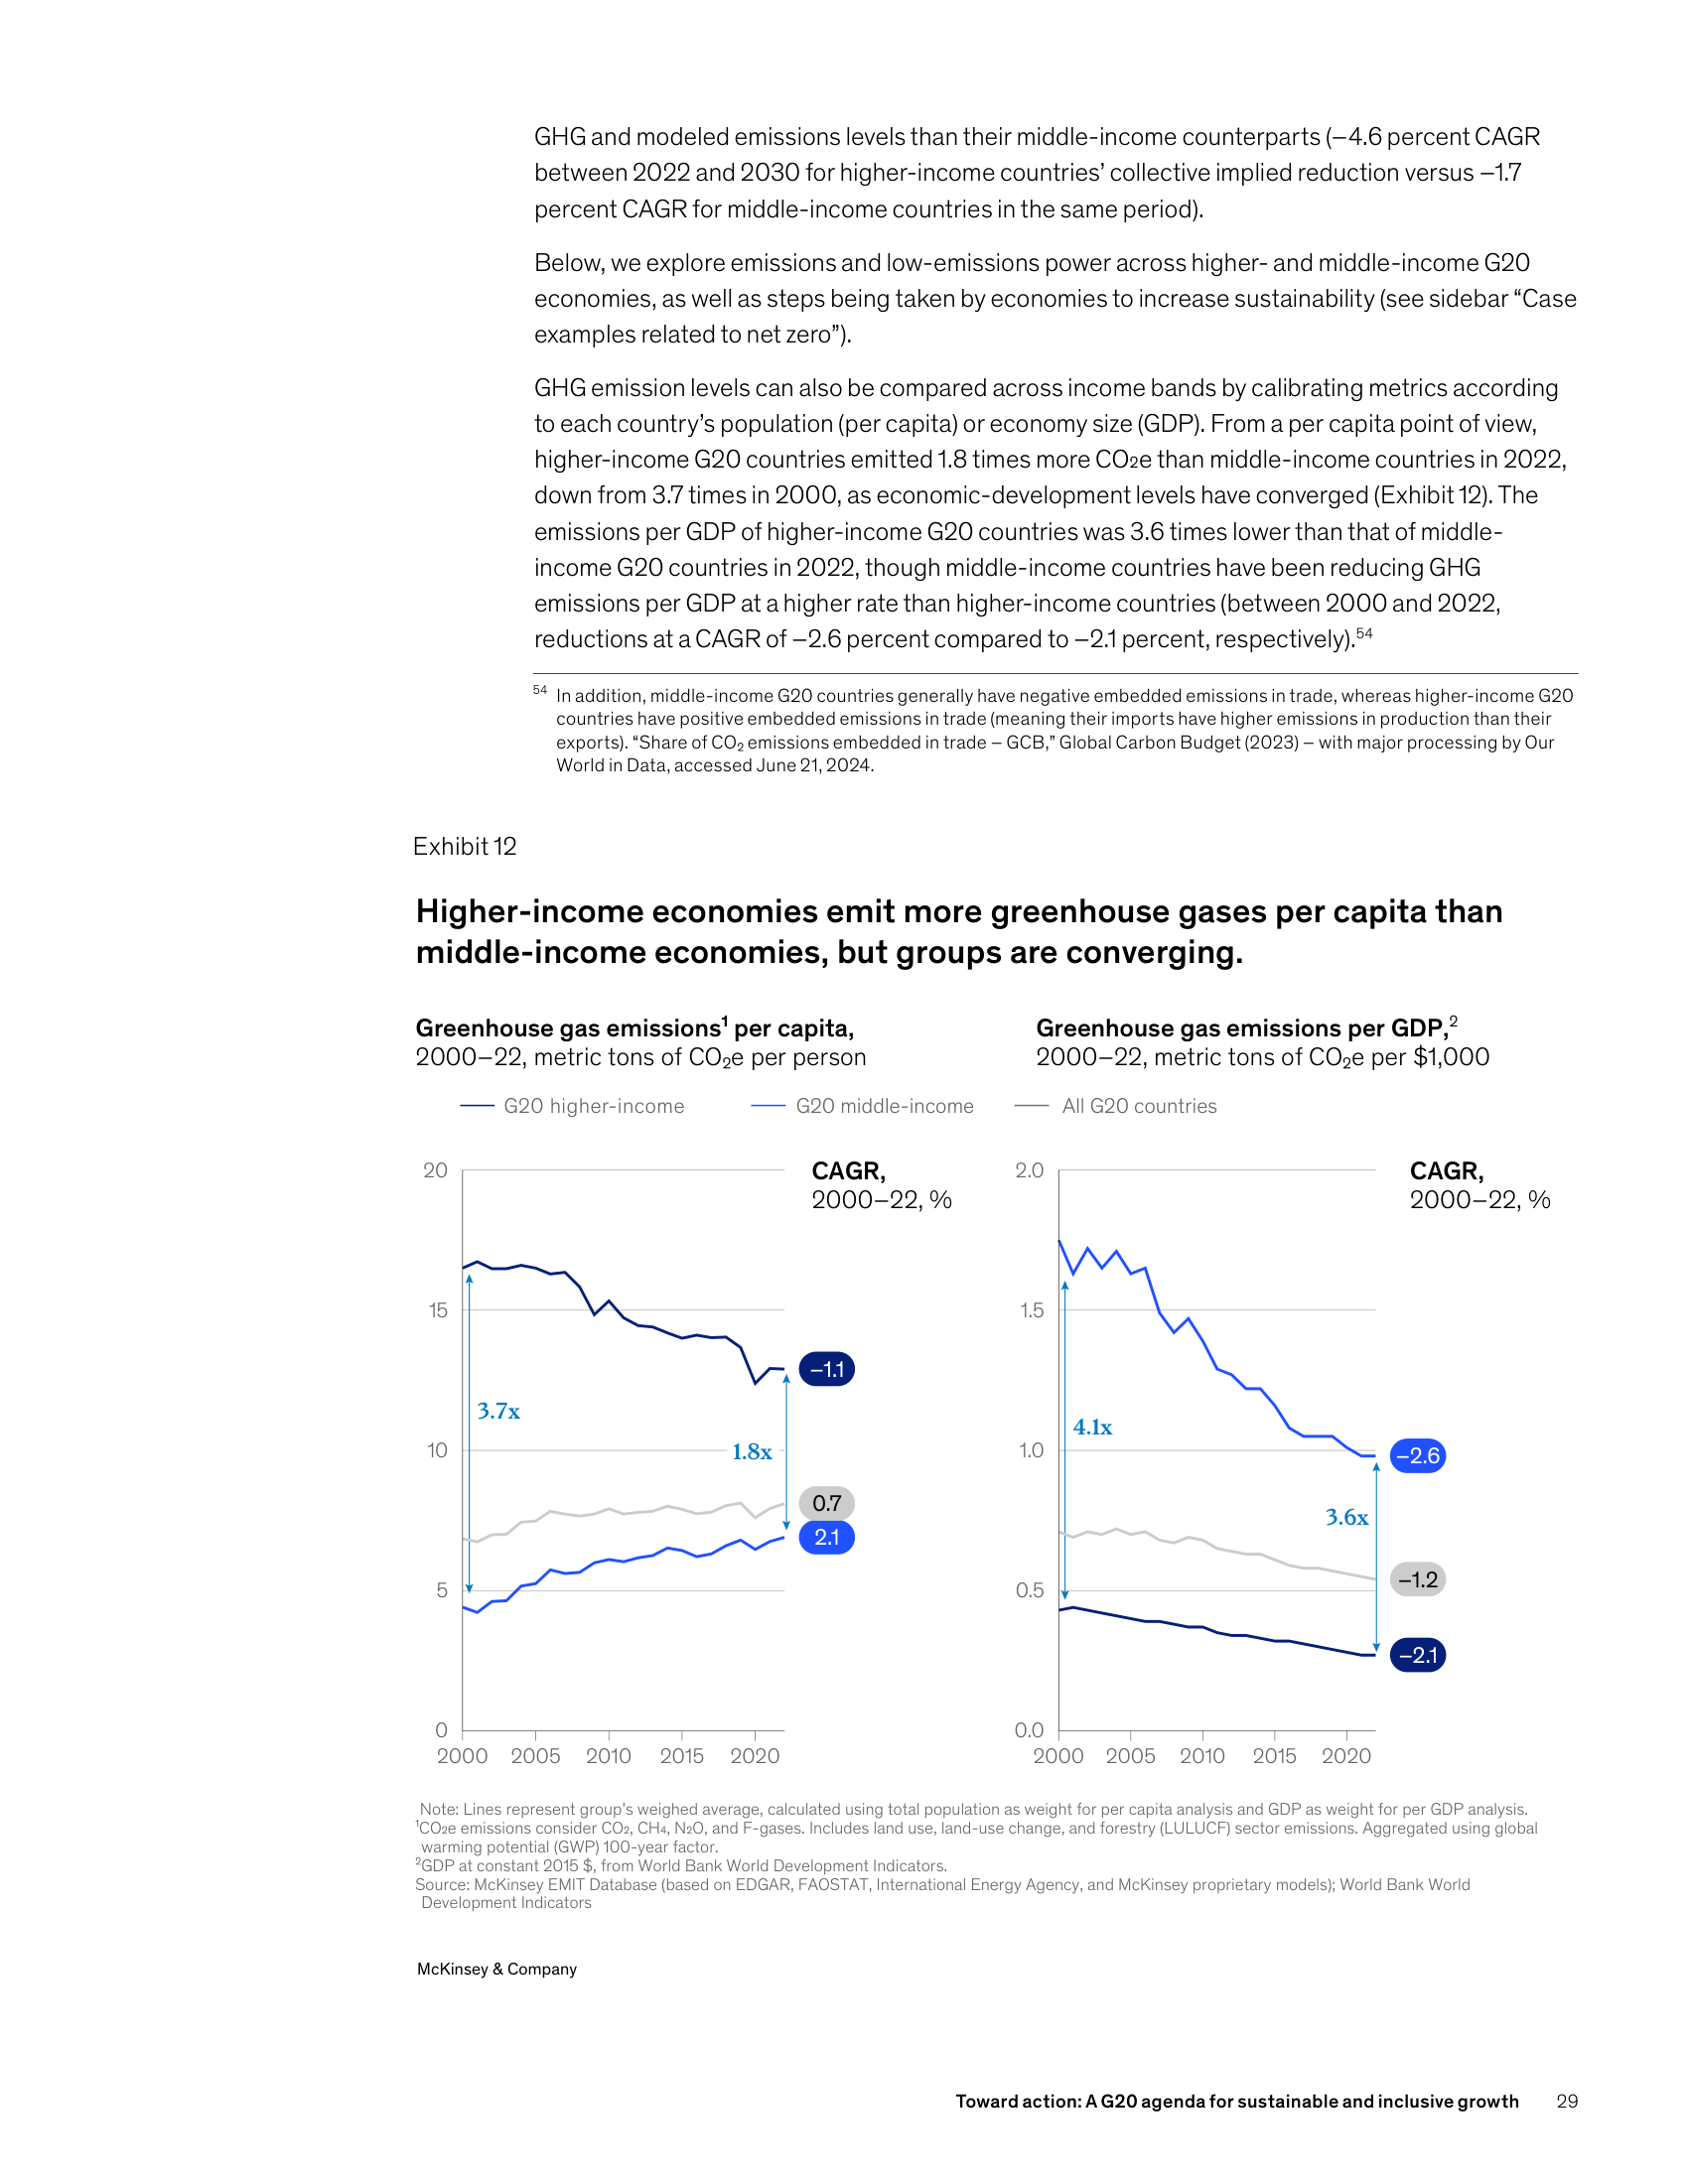 GHG and modeled emissions levels than their middle-income counterparts (–4.6 percent CAGR
between 2022 and 2030 for higher-income countries’ collective implied reduction versus –1.7
percent CAGR for middle-income countries in the same period).
Below, we explore emissions and low-emissions power across higher- and middle-income G20
economies, as well as steps being taken by economies to increase sustainability (see sidebar “Case
examples related to net zero”).
GHG emission levels can also be compared across income bands by calibrating metrics according
to each country’s population (per capita) or economy size (GDP). From a per capita point of view,
higher-income G20 countries emitted 1.8 times more CO₂e than middle-income countries in 2022,
down from 3.7 times in 2000, as economic-development levels have converged (Exhibit 12). The
emissions per GDP of higher-income G20 countries was 3.6 times lower than that of middle-
income G20 countries in 2022, though middle-income countries have been reducing GHG
emissions per GDP at a higher rate than higher-income countries (between 2000 and 2022,
reductions at a CAGR of –2.6 percent compared to –2.1 percent, respectively).⁵⁴
⁵⁴ In addition, middle-income G20 countries generally have negative embedded emissions in trade, whereas higher-income G20
countries have positive embedded emissions in trade (meaning their imports have higher emissions in production than their
exports). “Share of CO₂ emissions embedded in trade – GCB,” Global Carbon Budget (2023) – with major processing by Our
World in Data, accessed June 21, 2024.
Exhibit 12
Higher-income economies emit more greenhouse gases per capita than
middle-income economies, but groups are converging.
Greenhouse gas emissions¹ per capita,
2000–22, metric tons of CO₂e per person
Greenhouse gas emissions per GDP,²
2000–22, metric tons of CO₂e per $1,000
G20 higher-income
G20 middle-income
All G20 countries
20
15
10
5
0
2000 2005 2010 2015 2020
3.7x
1.8x
CAGR,
2000–22, %
–1.1
0.7
2.1
2.0
1.5
1.0
0.5
0.0
2000 2005 2010 2015 2020
4.1x
3.6x
CAGR,
2000–22, %
–2.6
–1.2
–2.1
Note: Lines represent group’s weighed average, calculated using total population as weight for per capita analysis and GDP as weight for per GDP analysis.
¹CO₂e emissions consider CO₂, CH₄, N₂O, and F-gases. Includes land use, land-use change, and forestry (LULUCF) sector emissions. Aggregated using global
warming potential (GWP) 100-year factor.
²GDP at constant 2015 $, from World Bank World Development Indicators.
Source: McKinsey EMIT Database (based on EDGAR, FAOSTAT, International Energy Agency, and McKinsey proprietary models); World Bank World
Development Indicators
McKinsey & Company
Toward action: A G20 agenda for sustainable and inclusive growth 29